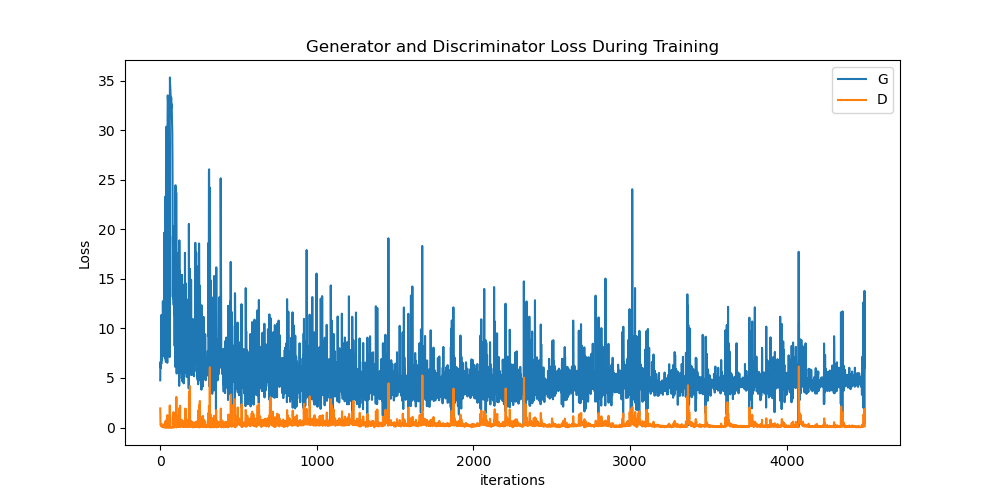 Generator and Discriminator Loss During Training
G
D
35
30
25
20
15
10
5
0
Loss
0 1000 2000 3000 4000
iterations